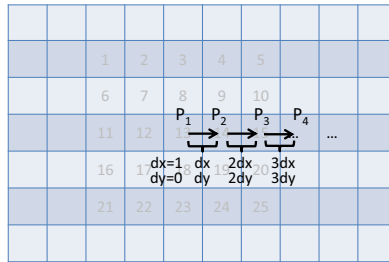 1 2 3 4 5
6 7 8 9 10
P1 P2 P3 P4
11 12 13 ... ...
dx=1 dx 2dx 3dx
16 17 18 19 20
dy=0 dy 2dy 3dy
21 22 23 24 25